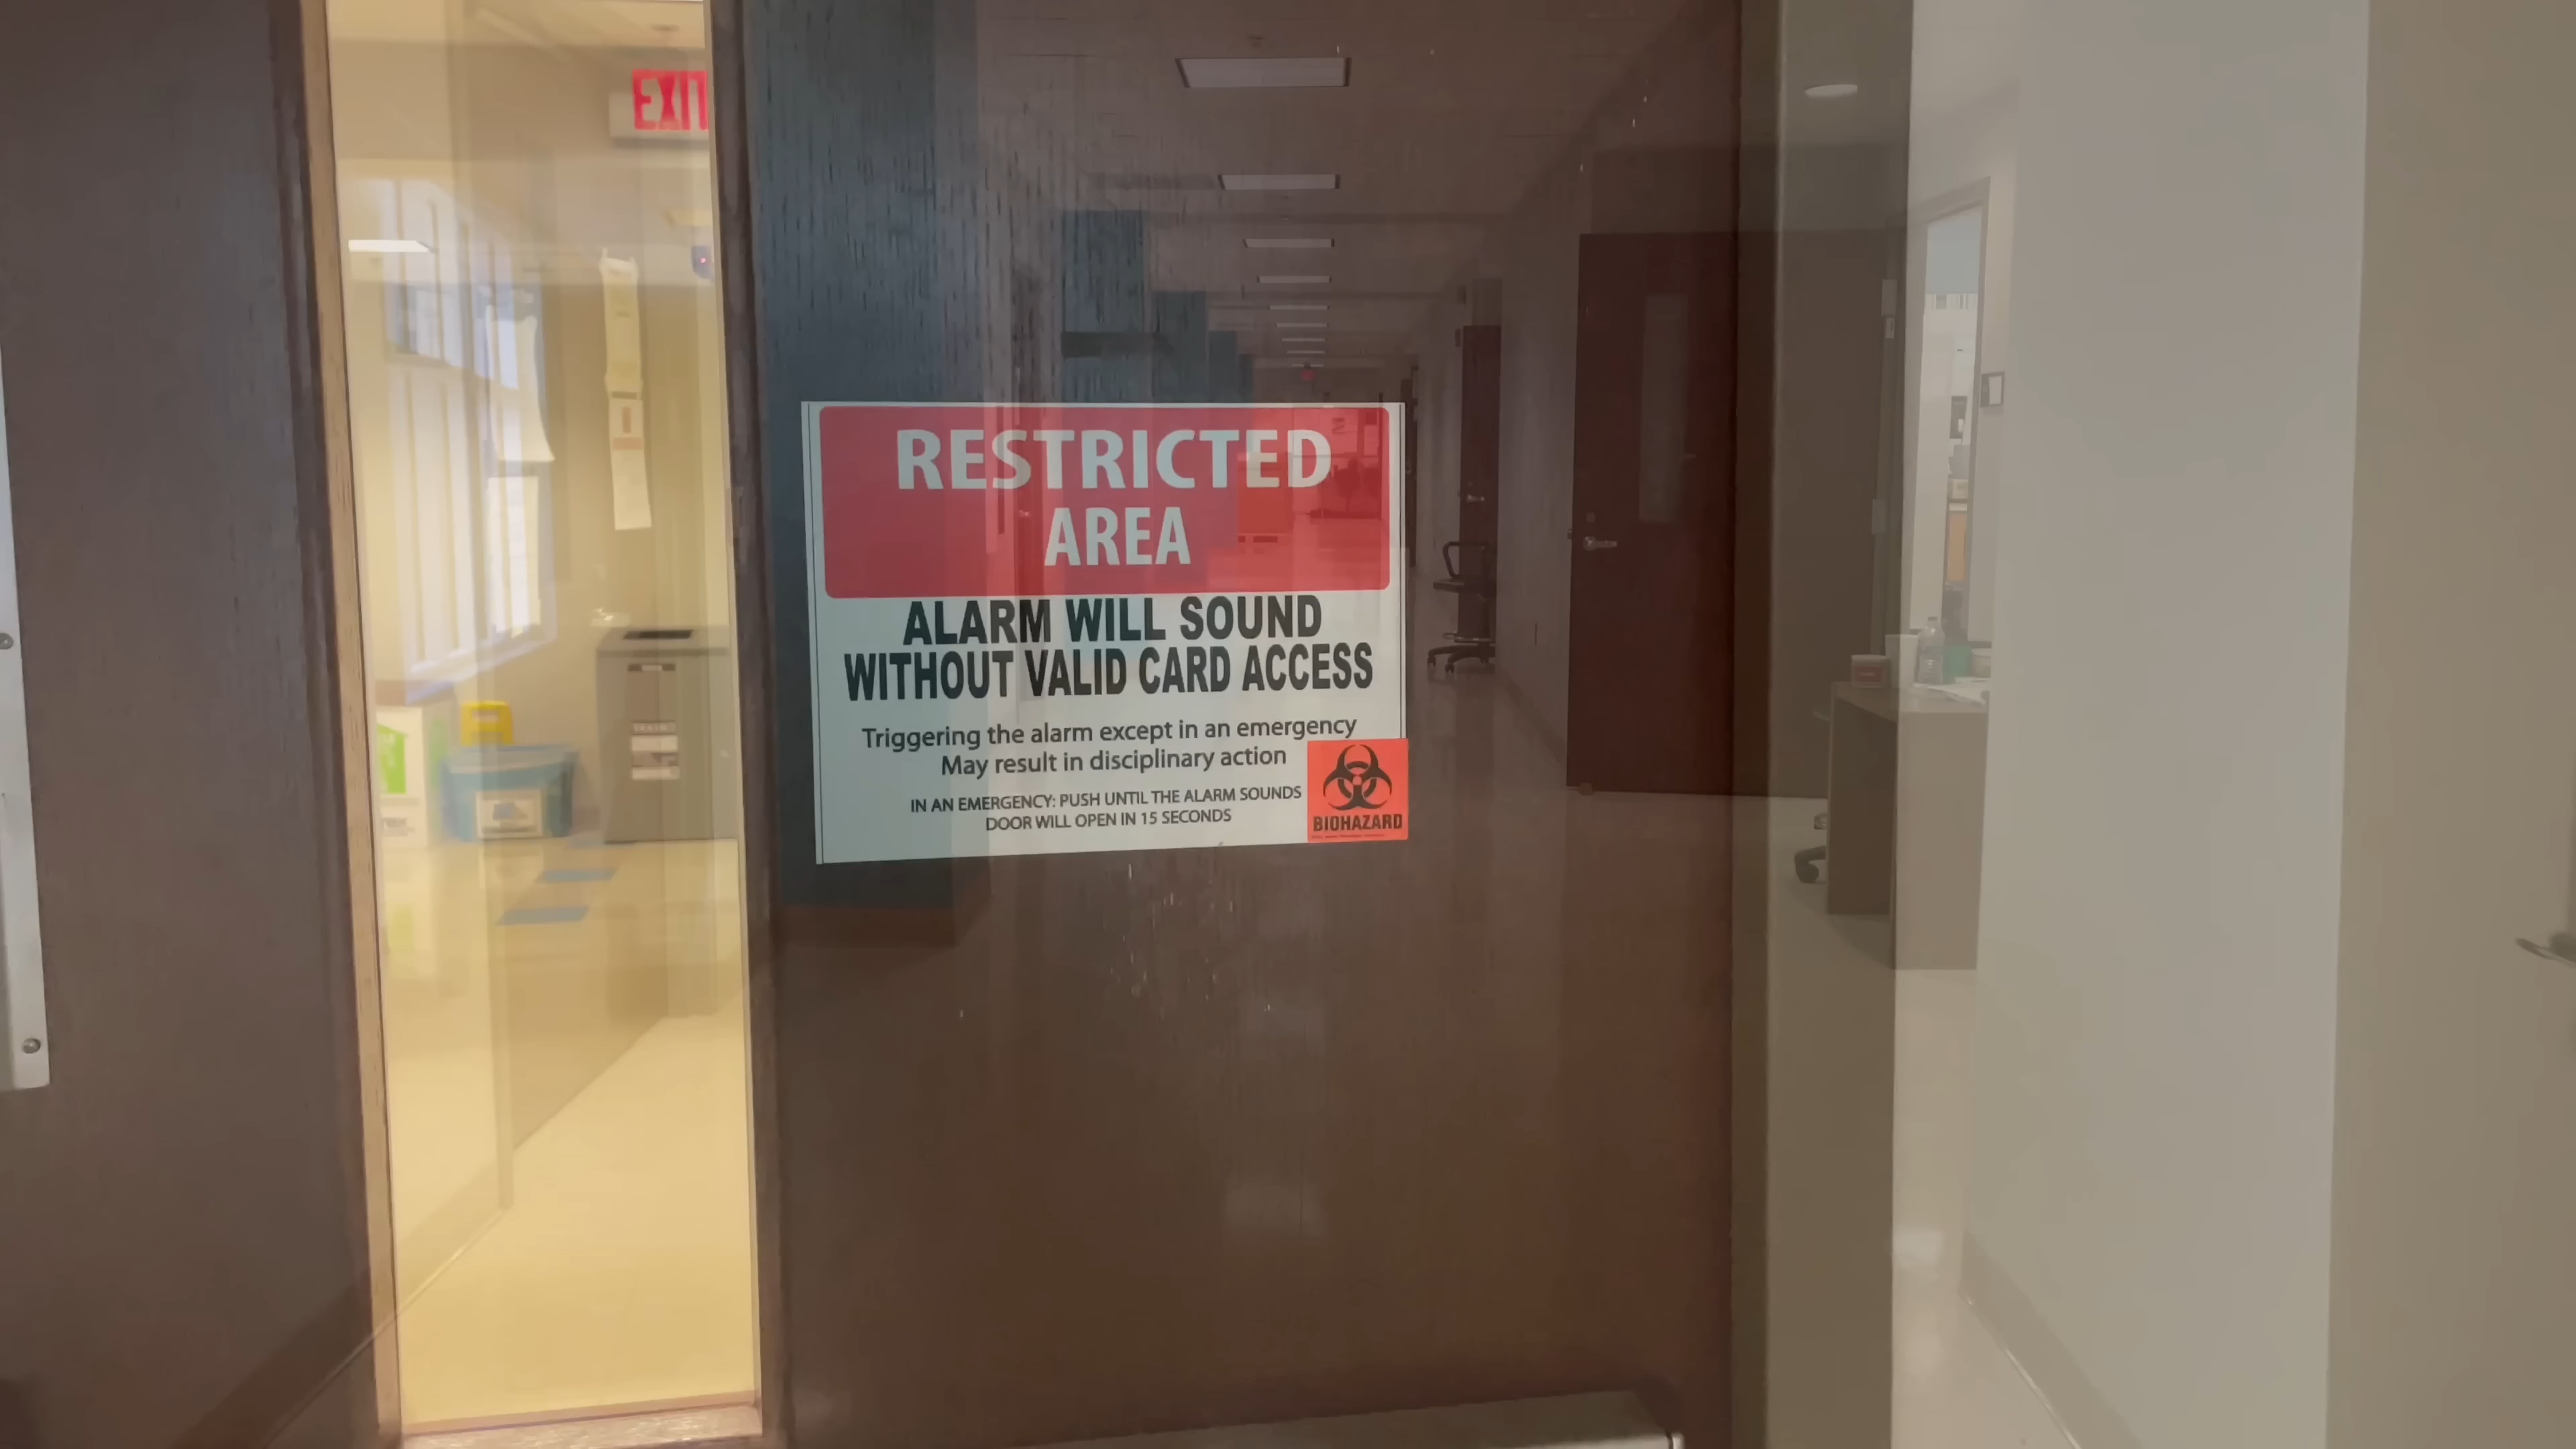 EXIT
RESTRICTED
AREA
ALARM WILL SOUND
WITHOUT VALID CARD ACCESS
Triggering the alarm except in an emergency
May result in disciplinary action
IN AN EMERGENCY: PUSH UNTIL THE ALARM SOUNDS
DOOR WILL OPEN IN 15 SECONDS
BIOHAZARD